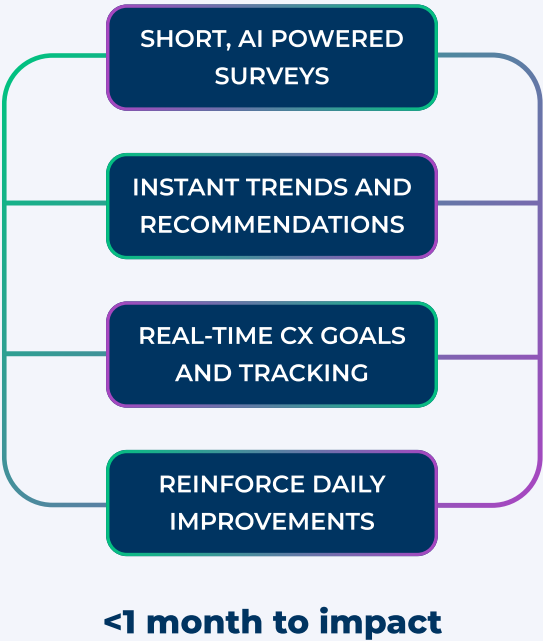 SHORT, AI POWERED
SURVEYS
INSTANT TRENDS AND
RECOMMENDATIONS
REAL-TIME CX GOALS
AND TRACKING
REINFORCE DAILY
IMPROVEMENTS
<1 month to impact